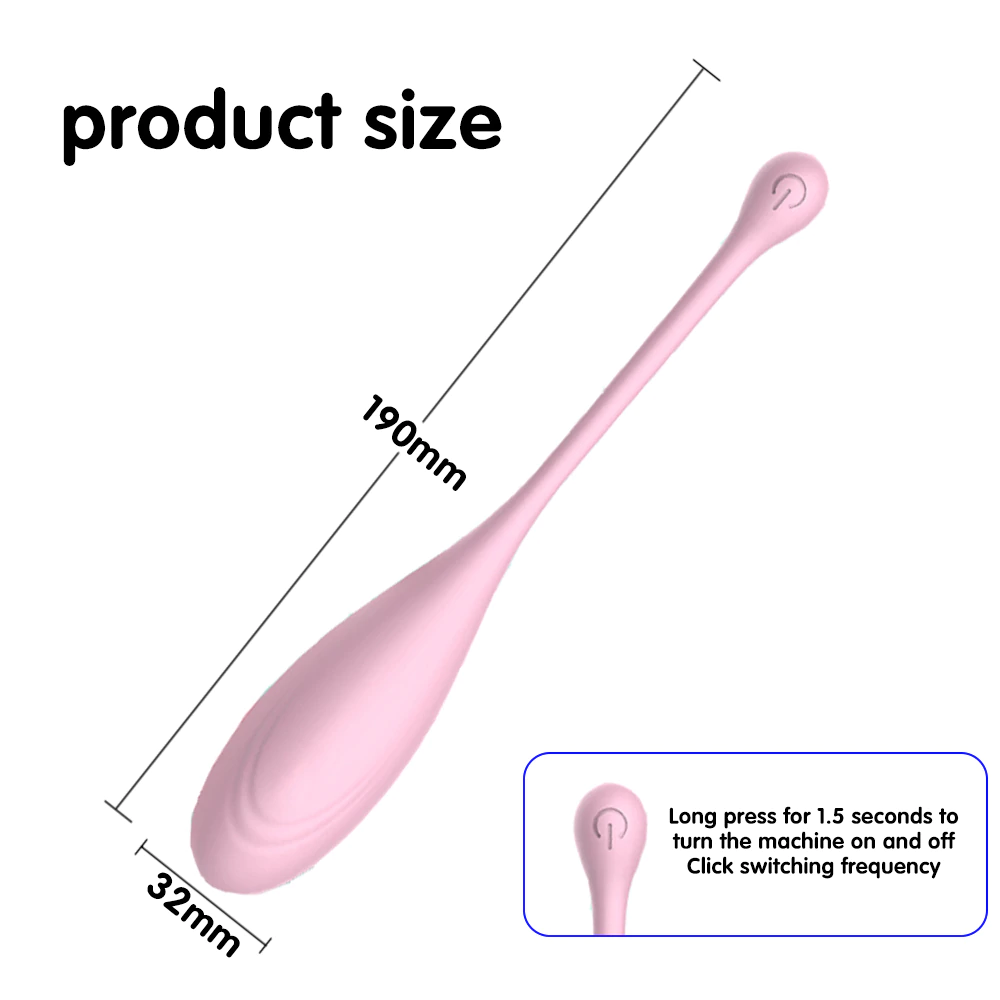 product size
190mm
32mm
Long press for 1.5 seconds to
turn the machine on and off
Click switching frequency